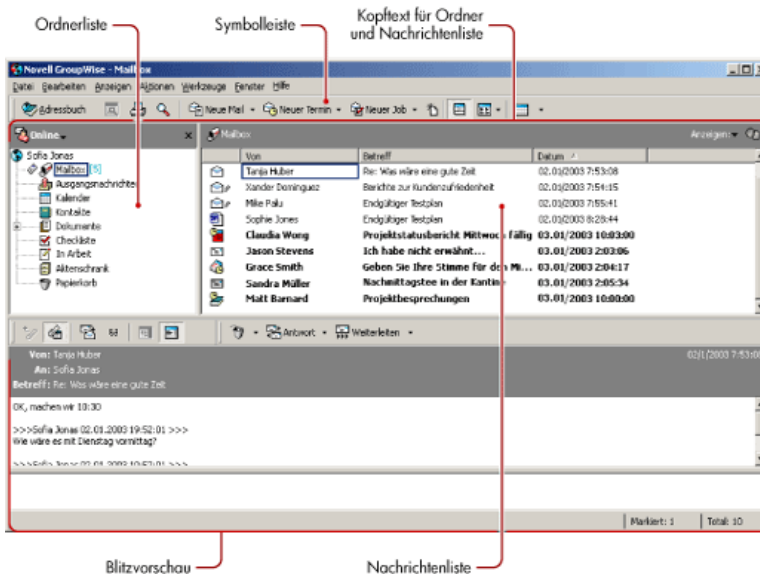 Ordnerliste
Symbolleiste
Kopftext für Ordner
und Nachrichtenliste
Novell GroupWise - Mailbox
Datei Bearbeiten Anzeigen Aktionen Werkzeuge Fenster Hilfe
Adressbuch Neue Mail Neuer Termin Neuer Job
Online Mailbox Anzeigen:
Sofia Jonas
Mailbox [5]
Ausgangsnachrichten
Kalender
Kontakte
Dokumente
Checkliste
In Arbeit
Aktenschrank
Papierkorb
Von Betreff Datum
Tanja Huber Re: Was wäre eine gute Zeit 02.01/2003 7:53:08
Xander Dominguez Berichte zur Kundenzufriedenheit 02.01/2003 7:54:15
Mike Palu Endgültiger Testplan 02.01/2003 7:55:41
Sophie Jones Endgültiger Testplan 02.01/2003 8:28:44
Claudia Wong Projektstatusbericht Mittwoch fällig 03.01/2003 10:03:00
Jason Stevens Ich habe nicht erwähnt... 03.01/2003 2:03:06
Grace Smith Geben Sie Ihre Stimme für den Mi... 03.01/2003 2:04:17
Sandra Müller Nachmittagstee in der Kantine 03.01/2003 2:05:34
Matt Barnard Projektbesprechungen 03.01/2003 10:00:00
Antwort Weiterleiten
Von: Tanja Huber 02/1/2003 7:53:08
An: Sofia Jonas
Betreff: Re: Was wäre eine gute Zeit
OK, machen wir 10:30
>>>Sofia Jonas 02.01.2003 19:52:01 >>>
Wie wäre es mit Dienstag vormittag?
>>>Sofia Jonas 02.01.2003 19:52:01 >>>
Markiert: 1 Total: 10
Blitzvorschau
Nachrichtenliste